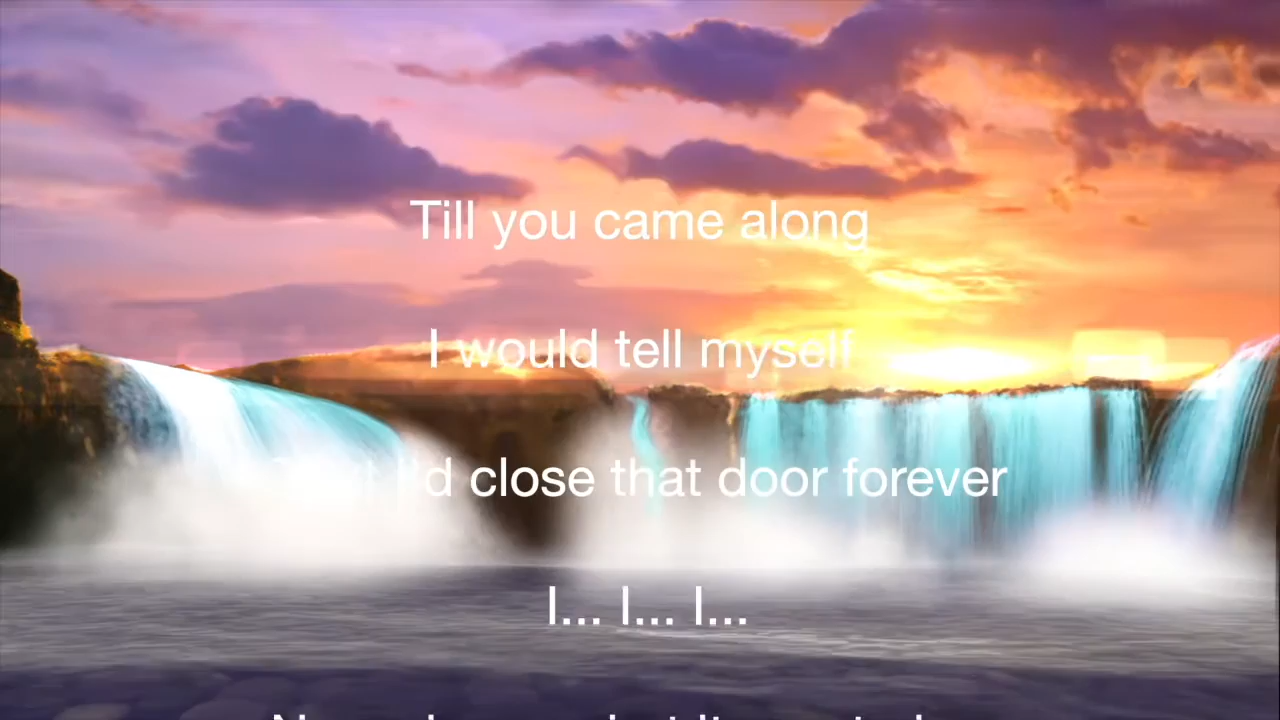 Till you came along
I would tell myself
I'd close that door forever
I... I... I...